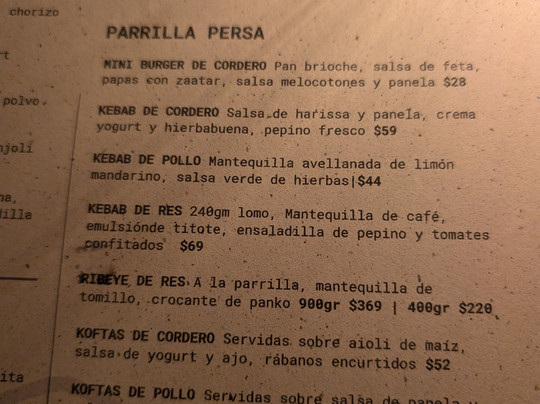 chorizo
PARRILLA PERSA
MINI BURGER DE CORDERO Pan brioche, salsa de feta,
papas con zaatar, salsa melocotones y panela $28
polvo.
KEBAB DE CORDERO Salsa de harissa y panela, crema
yogurt y hierbabuena, pepino fresco $59
KEBAB DE POLLO Mantequilla avellanada de limón
mandarino, salsa verde de hierbas|$44
KEBAB DE RES 240gm lomo, Mantequilla de café,
emulsiónde titote, ensaladilla de pepino y tomates
confitados $69
RIBEYE DE RES A la parrilla, mantequilla de
tomillo, crocante de panko 900gr $369 | 400gr $220
KOFTAS DE CORDERO Servidas sobre aioli de maíz,
salsa de yogurt y ajo, rábanos encurtidos $52
KOFTAS DE POLLO Servidas sobre salsa de panela y